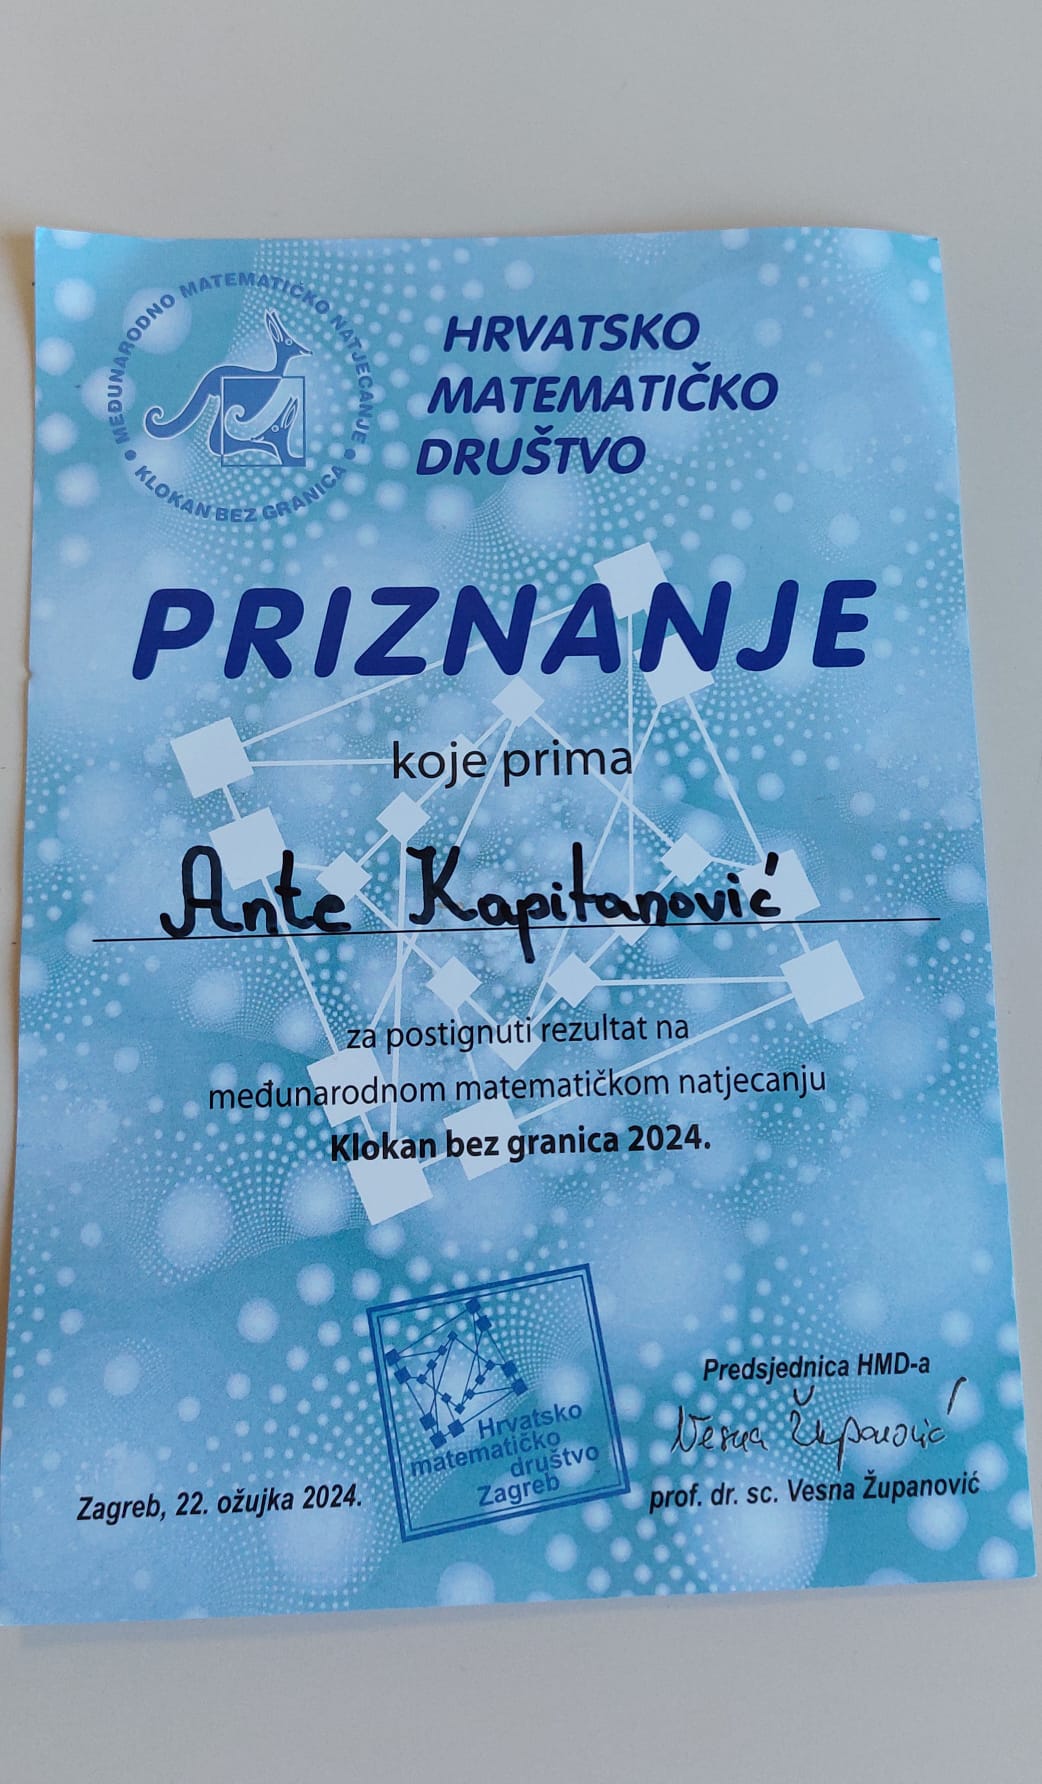 MEĐUNARODNO MATEMATIČKO NATJECANJE
• KLOKAN BEZ GRANICA •
HRVATSKO
MATEMATIČKO
DRUŠTVO
PRIZNANJE
koje prima
Ante Kapitanović
za postignuti rezultat na
međunarodnom matematičkom natjecanju
Klokan bez granica 2024.
Hrvatsko
matematičko
društvo
Zagreb
Zagreb, 22. ožujka 2024.
Predsjednica HMD-a
Vesna Županović
prof. dr. sc. Vesna Županović